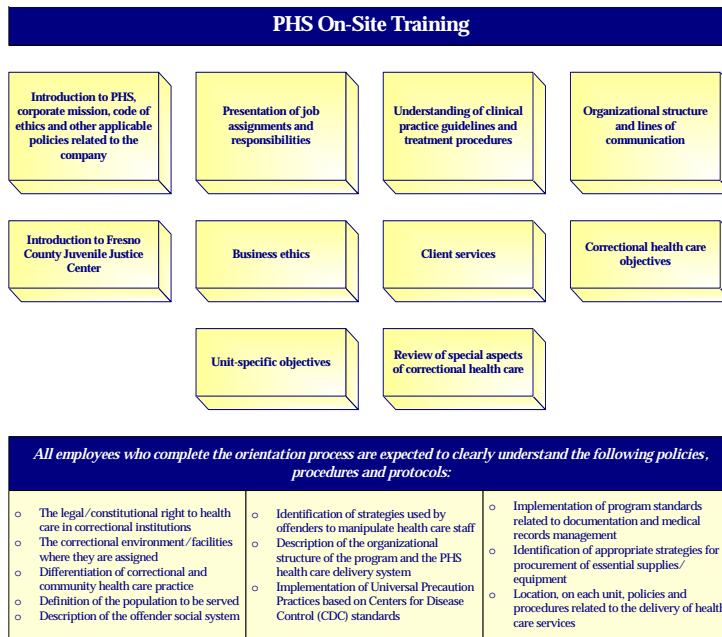 PHS On-Site Training
Introduction to PHS,
corporate mission, code of
ethics and other applicable
policies related to the
company
Presentation of job
assignments and
responsibilities
Understanding of clinical
practice guidelines and
treatment procedures
Organizational structure
and lines of
communication
Introduction to Fresno
County Juvenile Justice
Center
Business ethics
Client services
Correctional health care
objectives
Unit-specific objectives
Review of special aspects
of correctional health care
All employees who complete the orientation process are expected to clearly understand the following policies,
procedures and protocols:
o The legal/constitutional right to health
care in correctional institutions
o The correctional environment/facilities
where they are assigned
o Differentiation of correctional and
community health care practice
o Definition of the population to be served
o Description of the offender social system
o Identification of strategies used by
offenders to manipulate health care staff
o Description of the organizational
structure of the program and the PHS
health care delivery system
o Implementation of Universal Precaution
Practices based on Centers for Disease
Control (CDC) standards
o Implementation of program standards
related to documentation and medical
records management
o Identification of appropriate strategies for
procurement of essential supplies/
equipment
o Location, on each unit, policies and
procedures related to the delivery of health
care services